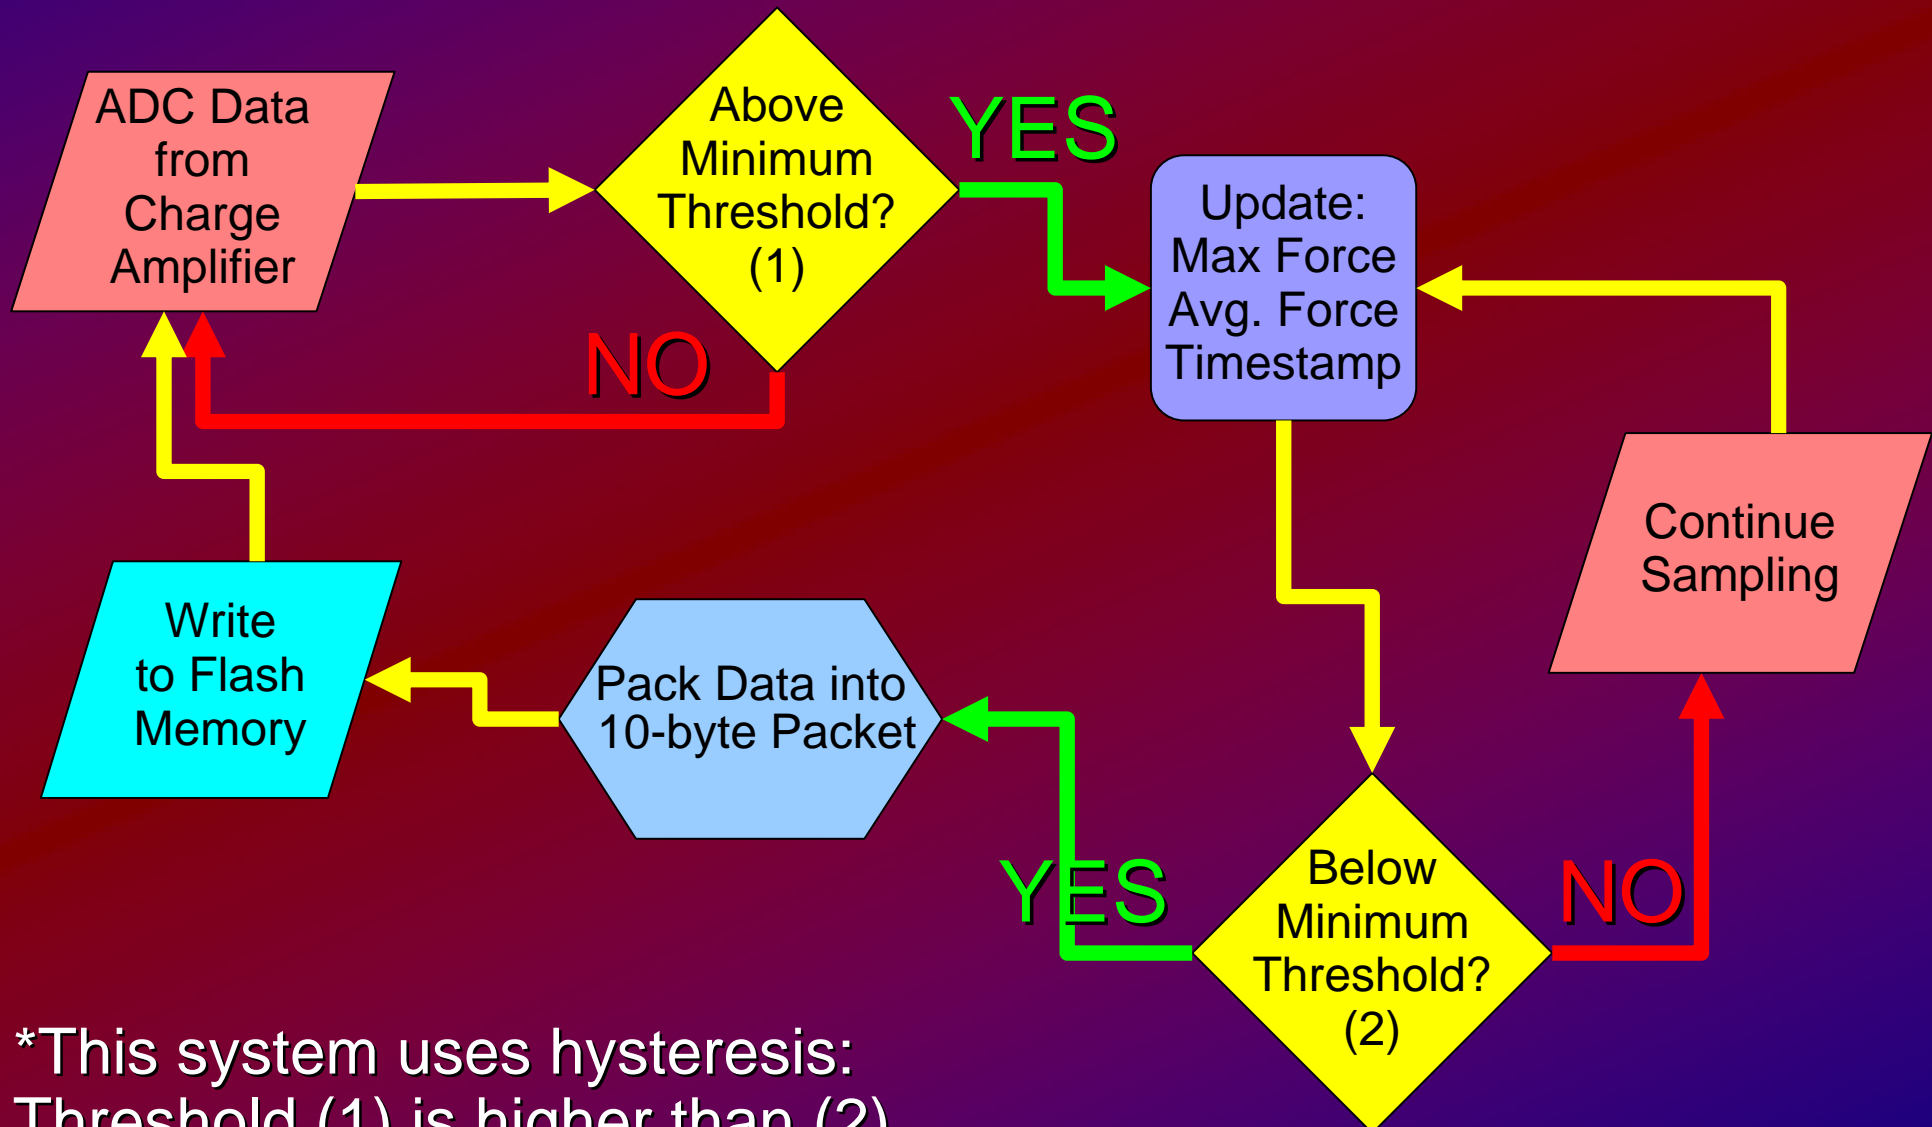 ADC Data
from
Charge
Amplifier
Above
Minimum
Threshold?
(1)
YES
NO
Update:
Max Force
Avg. Force
Timestamp
Continue
Sampling
Write
to Flash
Memory
Pack Data into
10-byte Packet
YES
Below
Minimum
Threshold?
(2)
NO
*This system uses hysteresis:
Threshold (1) is higher than (2)